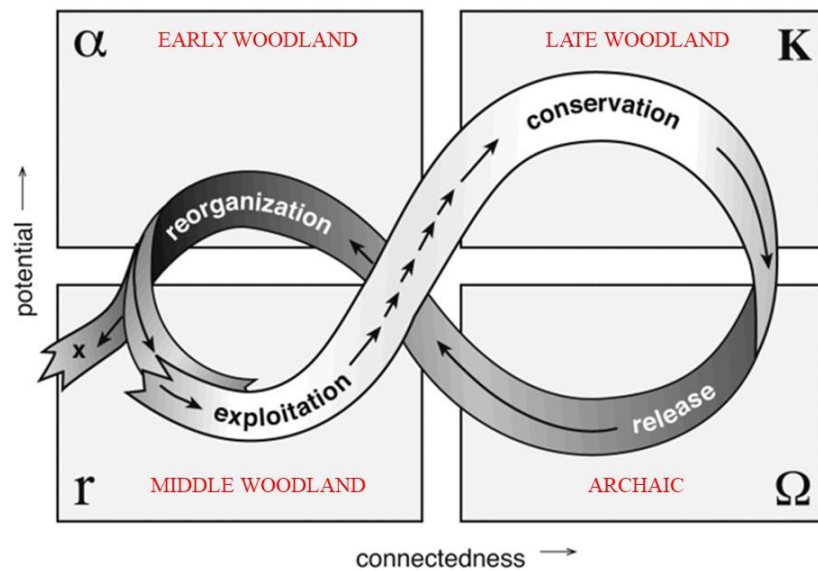 α
EARLY WOODLAND
LATE WOODLAND
K
conservation
reorganization
potential
x
exploitation
release
r
MIDDLE WOODLAND
ARCHAIC
Ω
connectedness